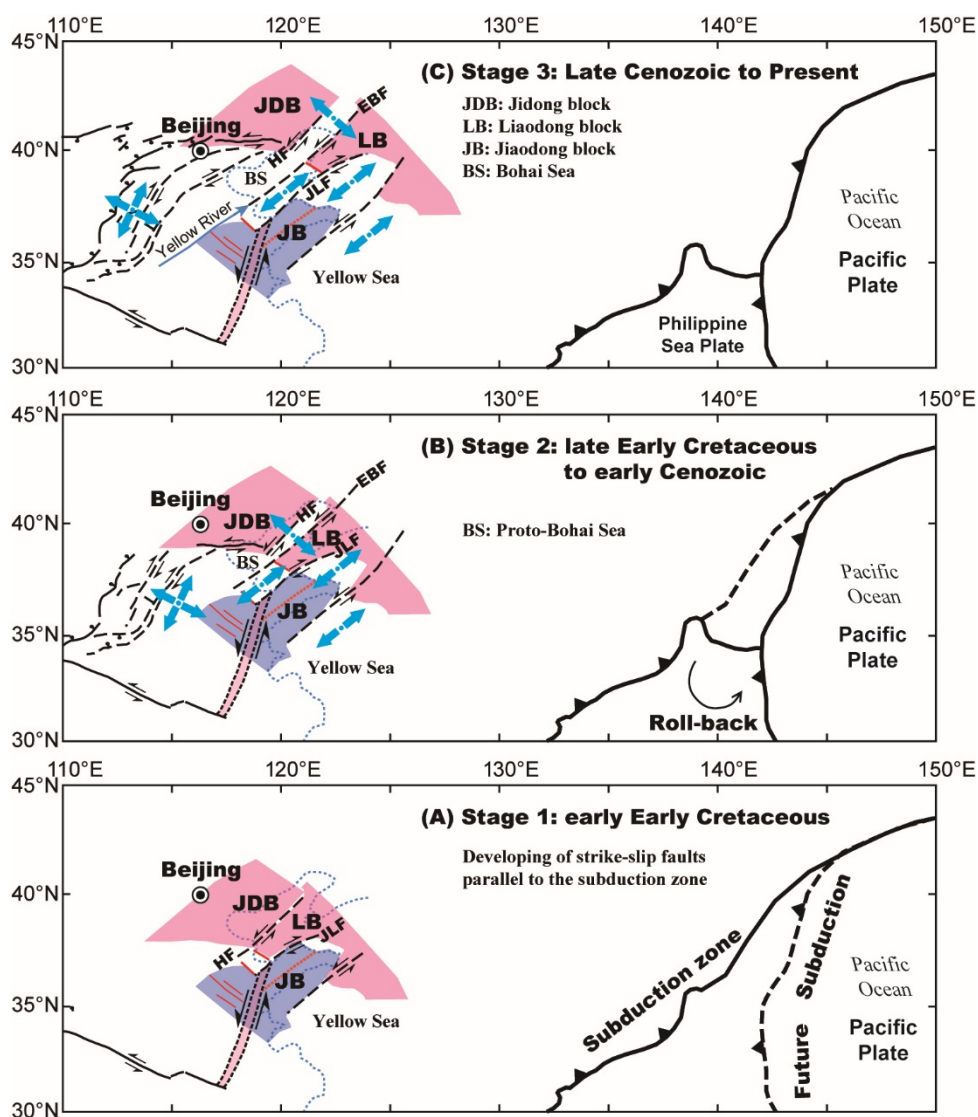 110°E 120°E 130°E 140°E 150°E
45°N
40°N
35°N
30°N
(C) Stage 3: Late Cenozoic to Present
JDB: Jidong block
LB: Liaodong block
JB: Jiaodong block
BS: Bohai Sea
JDB
EBF
Beijing
HF
LB
BS
JLF
Yellow River
JB
Yellow Sea
Pacific
Ocean
Pacific
Plate
Philippine
Sea Plate
110°E 120°E 130°E 140°E 150°E
45°N
40°N
35°N
30°N
(B) Stage 2: late Early Cretaceous
to early Cenozoic
BS: Proto-Bohai Sea
EBF
Beijing
JDB
HF
LB
JLF
BS
JB
Yellow Sea
Pacific
Ocean
Pacific
Plate
Roll-back
110°E 120°E 130°E 140°E 150°E
45°N
40°N
35°N
30°N
(A) Stage 1: early Early Cretaceous
Developing of strike-slip faults
parallel to the subduction zone
Beijing
JDB
LB
JLF
HF
JB
Yellow Sea
Subduction zone
Future Subduction
Pacific
Ocean
Pacific
Plate